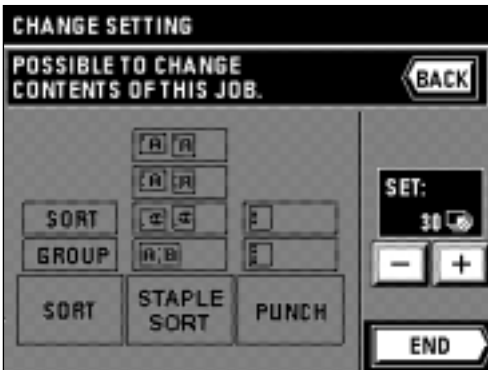 CHANGE SETTING
POSSIBLE TO CHANGE
CONTENTS OF THIS JOB.
BACK
A A
A A
SORT A A
GROUP A B
SORT
STAPLE
SORT
PUNCH
SET:
30
− +
END